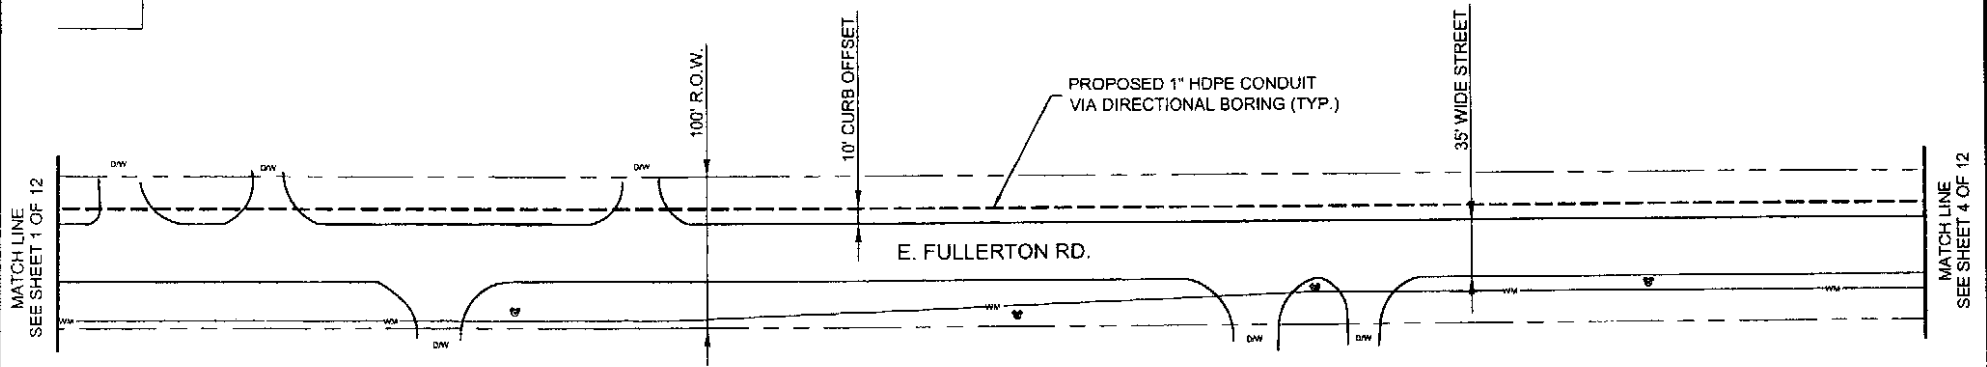 100' R.O.W.
10' CURB OFFSET
PROPOSED 1" HDPE CONDUIT
VIA DIRECTIONAL BORING (TYP.)
35' WIDE STREET
MATCH LINE
SEE SHEET 1 OF 12
D/W
D/W
D/W
E. FULLERTON RD.
WM
WM
WM
WM
WM
D/W
D/W
D/W
MATCH LINE
SEE SHEET 4 OF 12